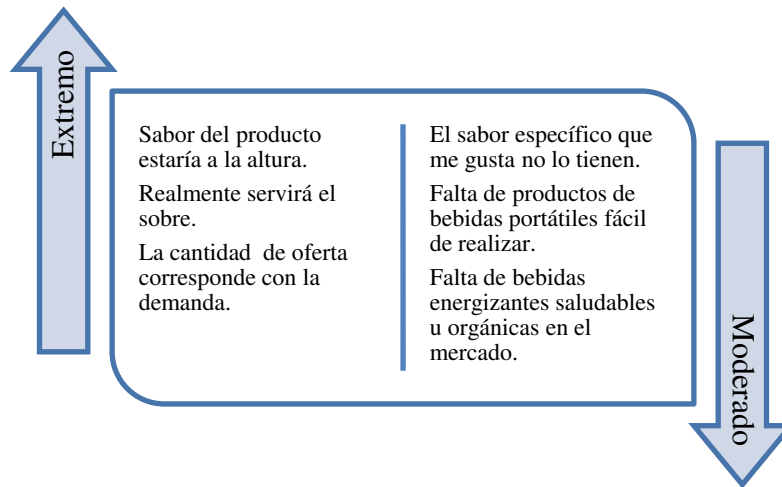 Extremo
Sabor del producto
estaría a la altura.
Realmente servirá el
sobre.
La cantidad de oferta
corresponde con la
demanda.
El sabor específico que
me gusta no lo tienen.
Falta de productos de
bebidas portátiles fácil
de realizar.
Falta de bebidas
energizantes saludables
u orgánicas en el
mercado.
Moderado